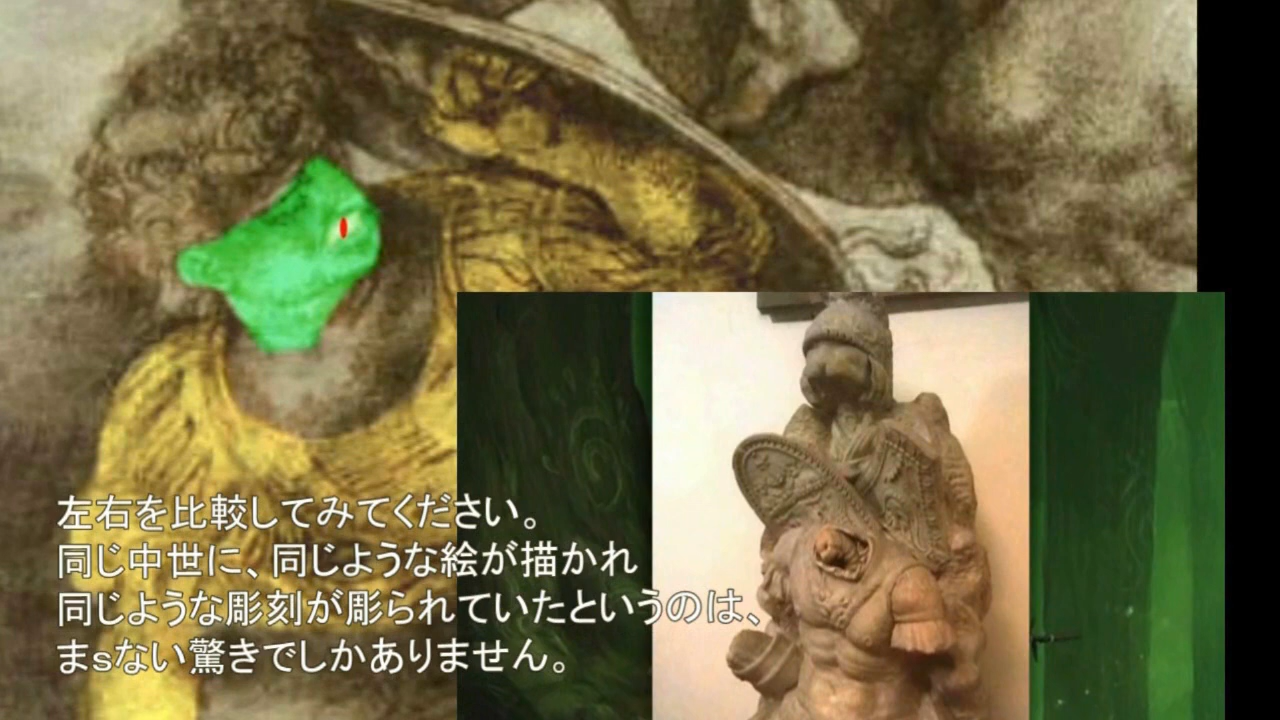 左右を比較してみてください。
同じ中世に、同じような絵が描かれ
同じような彫刻が彫られていたというのは、
まsない驚きでしかありません。